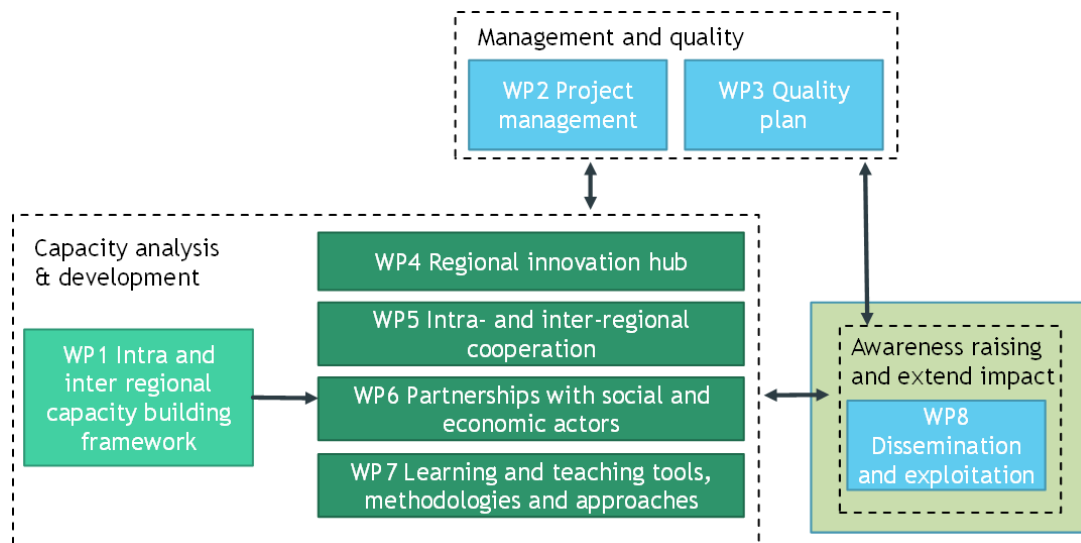 Management and quality
WP2 Project
management
WP3 Quality
plan
Capacity analysis
& development
WP1 Intra and
inter regional
capacity building
framework
WP4 Regional innovation hub
WP5 Intra- and inter-regional
cooperation
WP6 Partnerships with social and
economic actors
WP7 Learning and teaching tools,
methodologies and approaches
Awareness raising
and extend impact
WP8
Dissemination
and exploitation